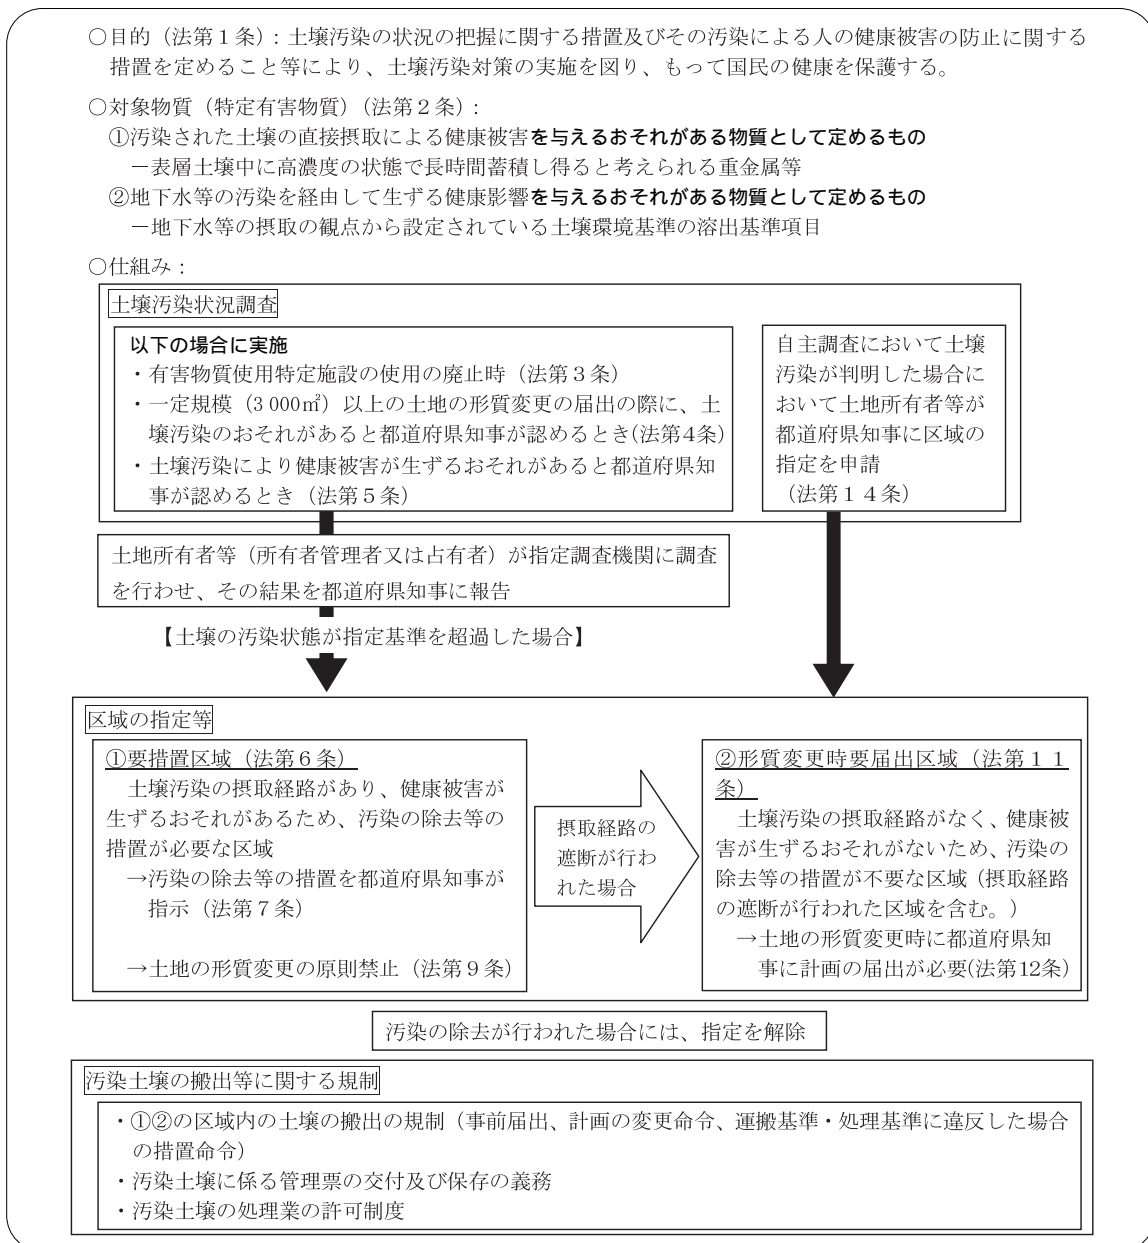 ○目的（法第１条）：土壌汚染の状況の把握に関する措置及びその汚染による人の健康被害の防止に関する
措置を定めること等により、土壌汚染対策の実施を図り、もって国民の健康を保護する。
○対象物質（特定有害物質）（法第２条）：
①汚染された土壌の直接摂取による健康被害を与えるおそれがある物質として定めるもの
－表層土壌中に高濃度の状態で長時間蓄積し得ると考えられる重金属等
②地下水等の汚染を経由して生ずる健康影響を与えるおそれがある物質として定めるもの
－地下水等の摂取の観点から設定されている土壌環境基準の溶出基準項目
○仕組み：
土壌汚染状況調査
以下の場合に実施
・有害物質使用特定施設の使用の廃止時（法第３条）
・一定規模（3 000㎡）以上の土地の形質変更の届出の際に、土
壌汚染のおそれがあると都道府県知事が認めるとき(法第４条)
・土壌汚染により健康被害が生ずるおそれがあると都道府県知
事が認めるとき（法第５条）
自主調査において土壌
汚染が判明した場合に
おいて土地所有者等が
都道府県知事に区域の
指定を申請
（法第１４条）
土地所有者等（所有者管理者又は占有者）が指定調査機関に調査
を行わせ、その結果を都道府県知事に報告
【土壌の汚染状態が指定基準を超過した場合】
区域の指定等
①要措置区域（法第６条）
土壌汚染の摂取経路があり、健康被害が
生ずるおそれがあるため、汚染の除去等の
措置が必要な区域
→汚染の除去等の措置を都道府県知事が
指示（法第７条）
→土地の形質変更の原則禁止（法第９条）
摂取経路の
遮断が行わ
れた場合
②形質変更時要届出区域（法第１１
条）
土壌汚染の摂取経路がなく、健康被
害が生ずるおそれがないため、汚染の
除去等の措置が不要な区域（摂取経路
の遮断が行われた区域を含む。）
→土地の形質変更時に都道府県知
事に計画の届出が必要(法第12条)
汚染の除去が行われた場合には、指定を解除
汚染土壌の搬出等に関する規制
・①②の区域内の土壌の搬出の規制（事前届出、計画の変更命令、運搬基準・処理基準に違反した場合
の措置命令）
・汚染土壌に係る管理票の交付及び保存の義務
・汚染土壌の処理業の許可制度